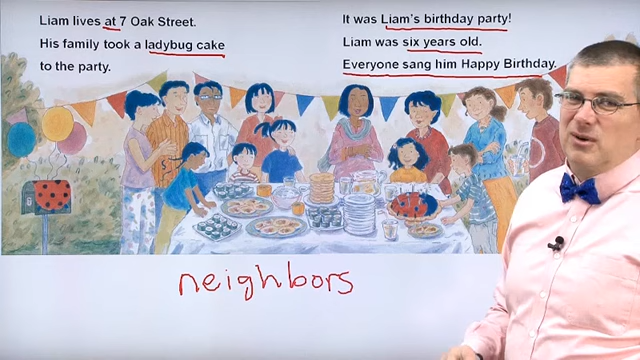 Liam lives at 7 Oak Street.
His family took a ladybug cake
to the party.
It was Liam's birthday party!
Liam was six years old.
Everyone sang him Happy Birthday.
neighbors